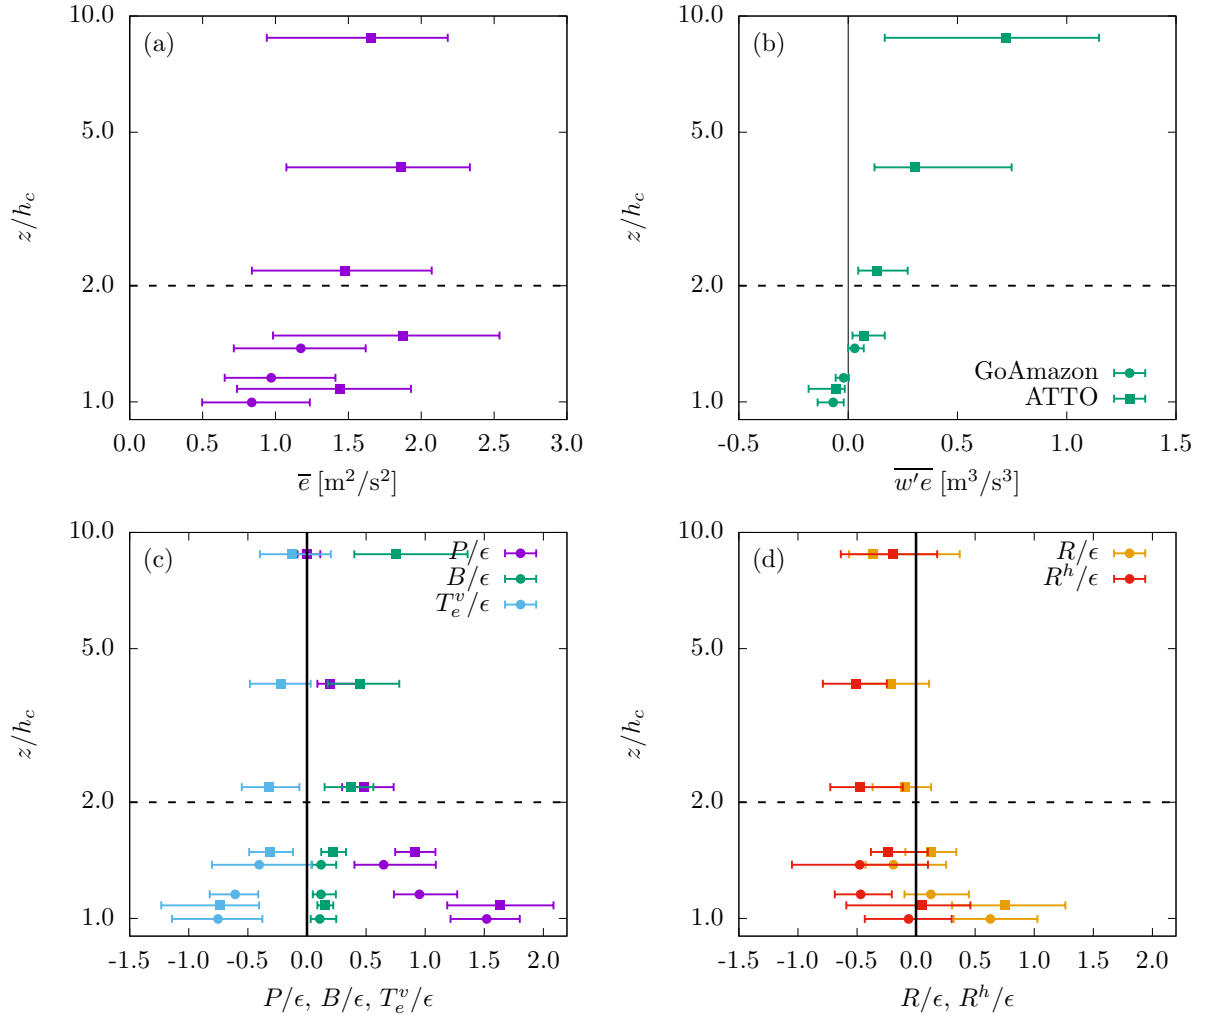 (a)
10.0
5.0
2.0
1.0
z/h_c
0.0 0.5 1.0 1.5 2.0 2.5 3.0
e̅ [m²/s²]
(b)
10.0
5.0
2.0
1.0
z/h_c
GoAmazon
ATTO
-0.5 0.0 0.5 1.0 1.5
w′e̅ [m³/s³]
(c)
10.0
5.0
2.0
1.0
z/h_c
P/ϵ
B/ϵ
T_e^v/ϵ
-1.5 -1.0 -0.5 0.0 0.5 1.0 1.5 2.0
P/ϵ, B/ϵ, T_e^v/ϵ
(d)
10.0
5.0
2.0
1.0
z/h_c
R/ϵ
R^h/ϵ
-1.5 -1.0 -0.5 0.0 0.5 1.0 1.5 2.0
R/ϵ, R^h/ϵ